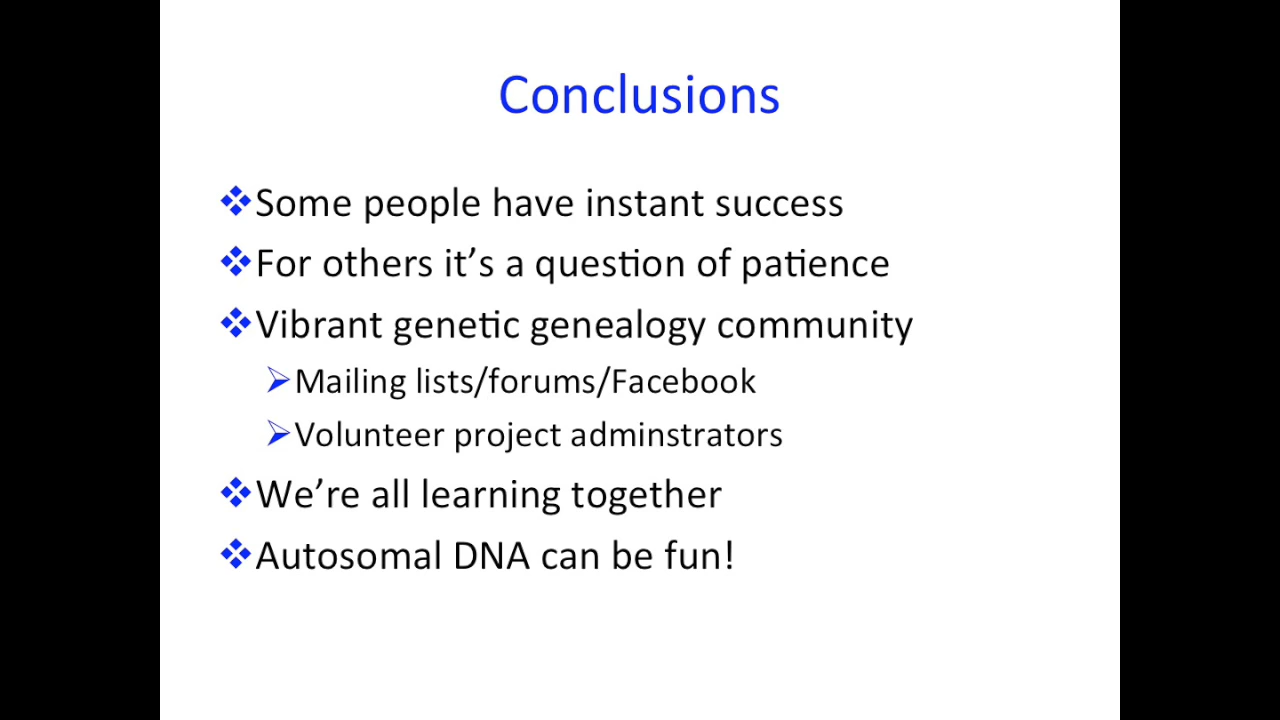 Conclusions
❖Some people have instant success
❖For others it’s a question of patience
❖Vibrant genetic genealogy community
➢Mailing lists/forums/Facebook
➢Volunteer project adminstrators
❖We’re all learning together
❖Autosomal DNA can be fun!